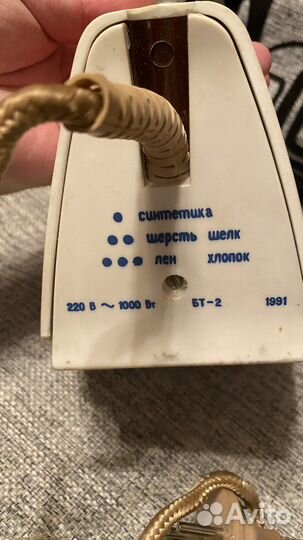 • синтетика
•• шерсть шелк
••• лен хлопок
220 В ~ 1000 Вт БТ-2 1991
Avito